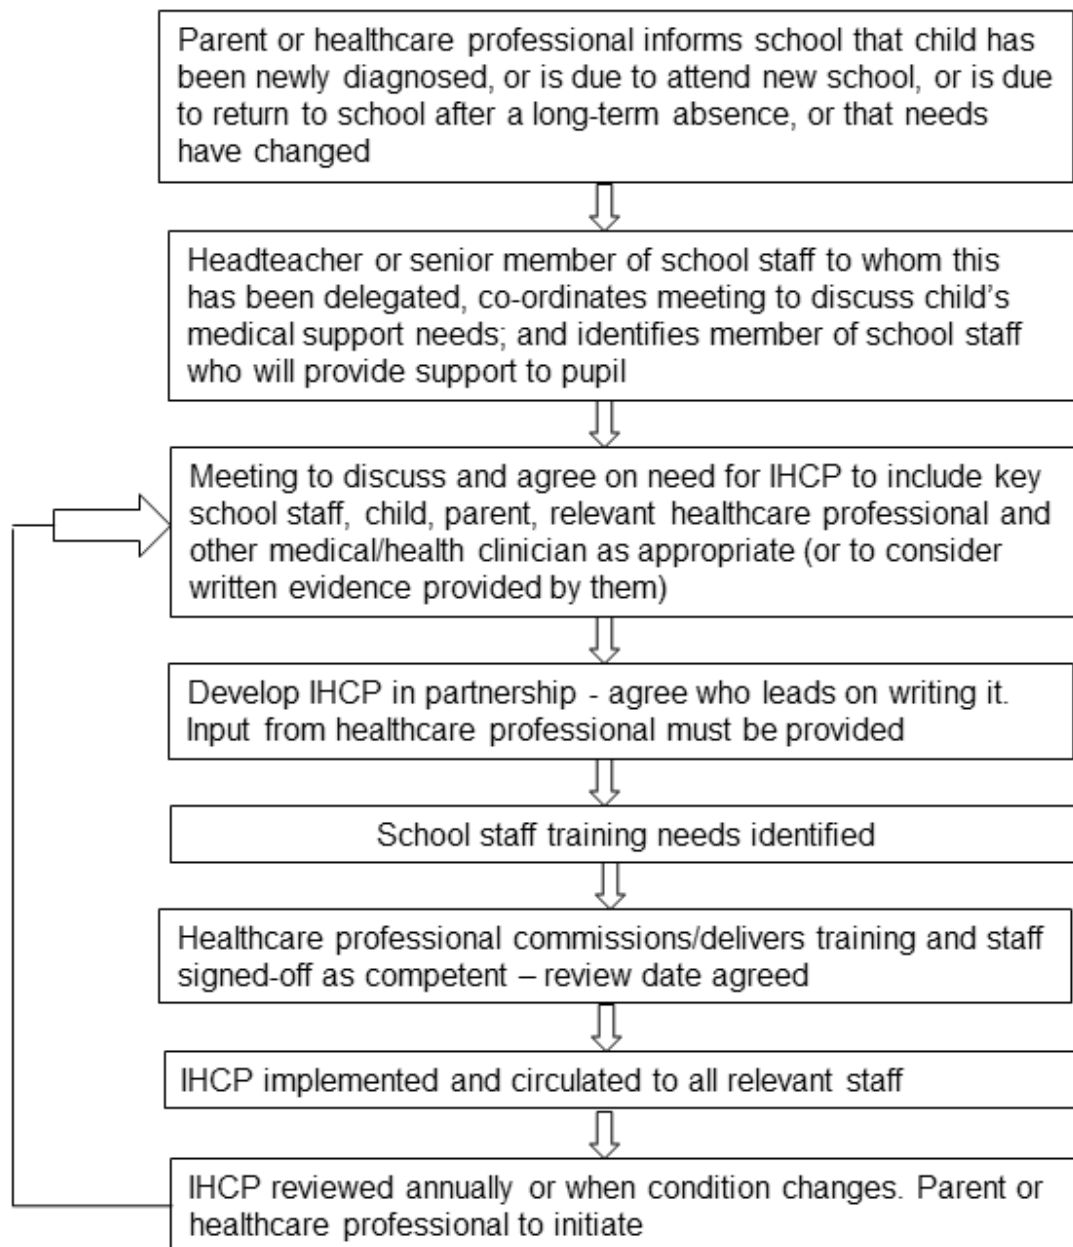 Parent or healthcare professional informs school that child has
been newly diagnosed, or is due to attend new school, or is due
to return to school after a long-term absence, or that needs
have changed
Headteacher or senior member of school staff to whom this
has been delegated, co-ordinates meeting to discuss child's
medical support needs; and identifies member of school staff
who will provide support to pupil
Meeting to discuss and agree on need for IHCP to include key
school staff, child, parent, relevant healthcare professional and
other medical/health clinician as appropriate (or to consider
written evidence provided by them)
Develop IHCP in partnership - agree who leads on writing it.
Input from healthcare professional must be provided
School staff training needs identified
Healthcare professional commissions/delivers training and staff
signed-off as competent – review date agreed
IHCP implemented and circulated to all relevant staff
IHCP reviewed annually or when condition changes. Parent or
healthcare professional to initiate